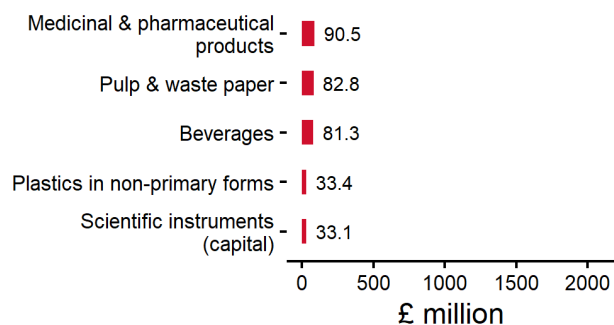 Medicinal & pharmaceutical
products
90.5
Pulp & waste paper
82.8
Beverages
81.3
Plastics in non-primary forms
33.4
Scientific instruments
(capital)
33.1
0 500 1000 1500 2000
£ million